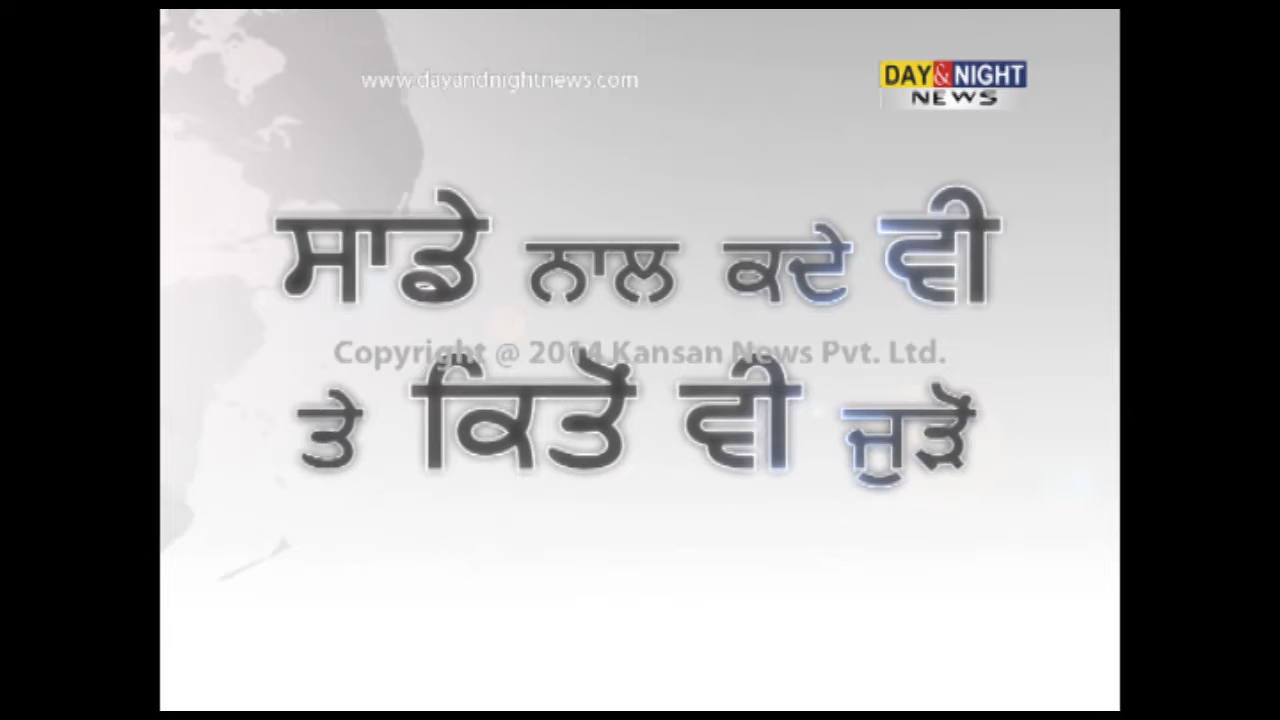 www.dayandnightnews.com
DAY&NIGHT
NEWS
ਸਾਡੇ ਨਾਲ ਕਦੇ ਵੀ
Copyright @ 2014 Kansan News Pvt. Ltd.
ਤੇ ਕਿਤੋਂ ਵੀ ਜੁੜੋਂ